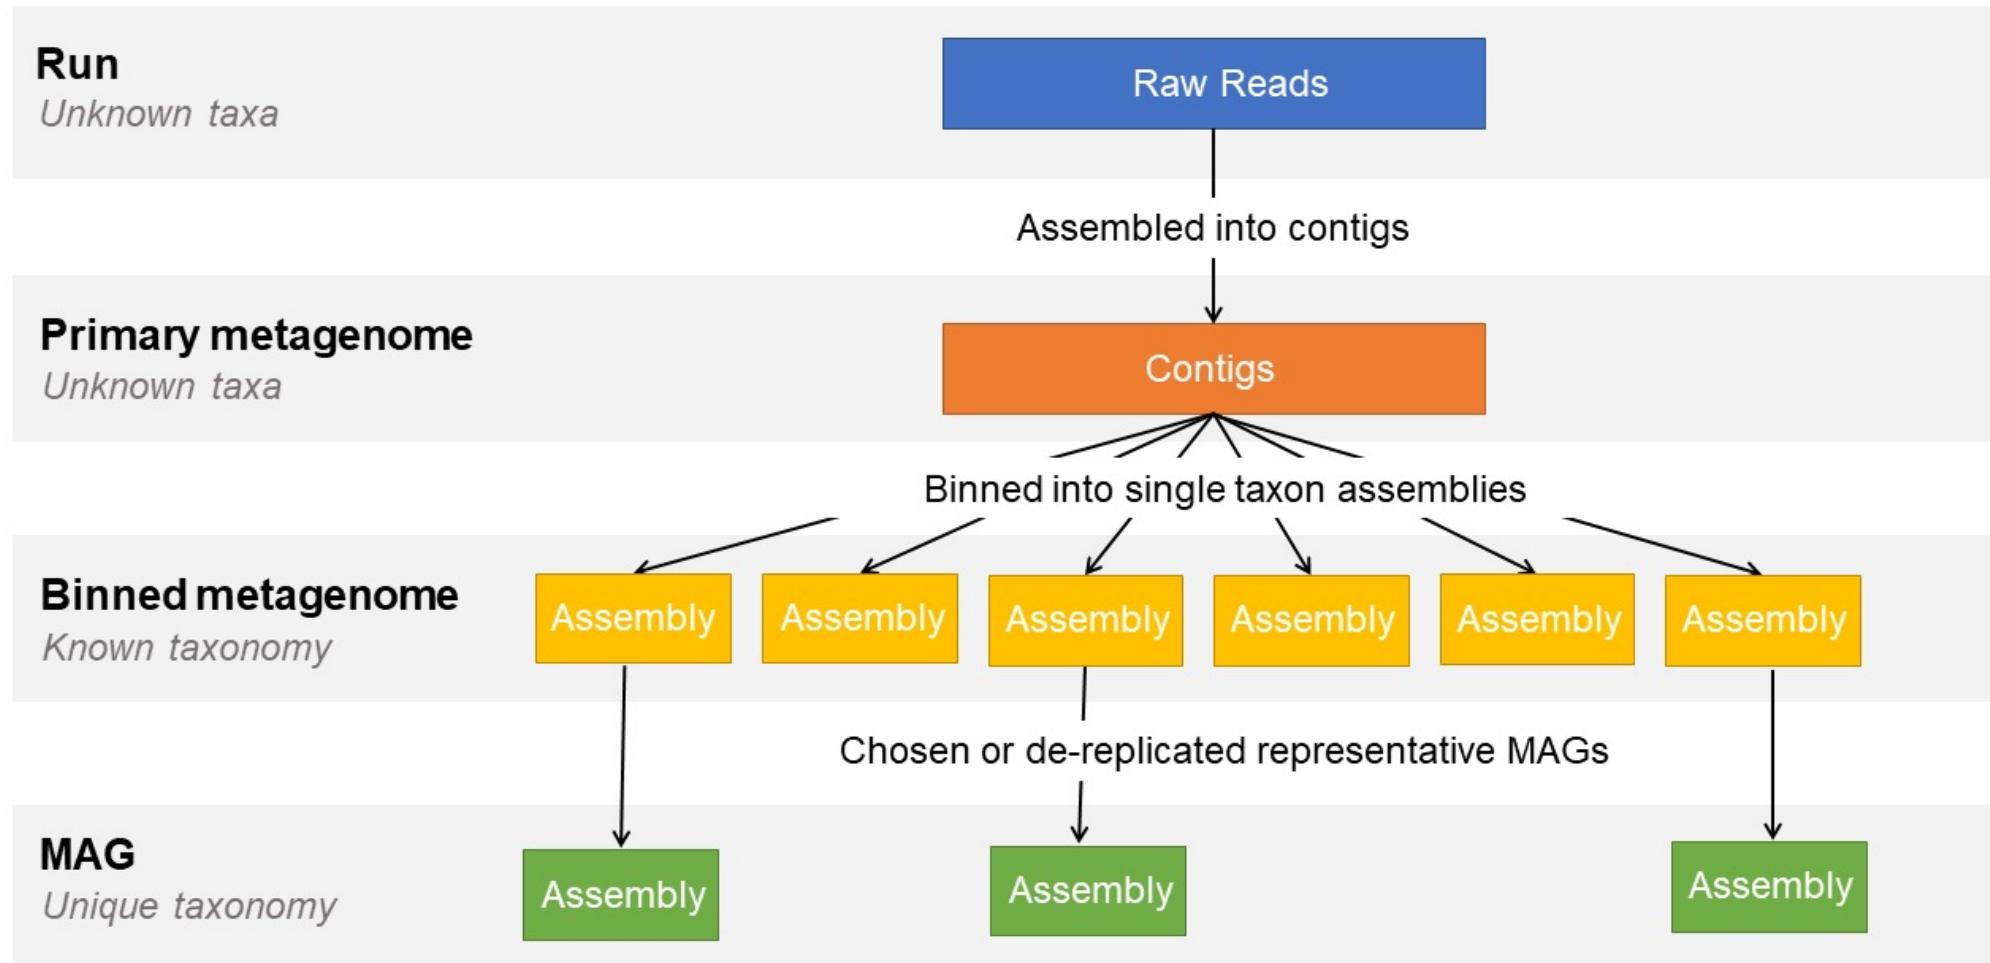 Run
Unknown taxa
Raw Reads
Assembled into contigs
Primary metagenome
Unknown taxa
Contigs
Binned into single taxon assemblies
Binned metagenome
Known taxonomy
Assembly
Assembly
Assembly
Assembly
Assembly
Assembly
Chosen or de-replicated representative MAGs
MAG
Unique taxonomy
Assembly
Assembly
Assembly